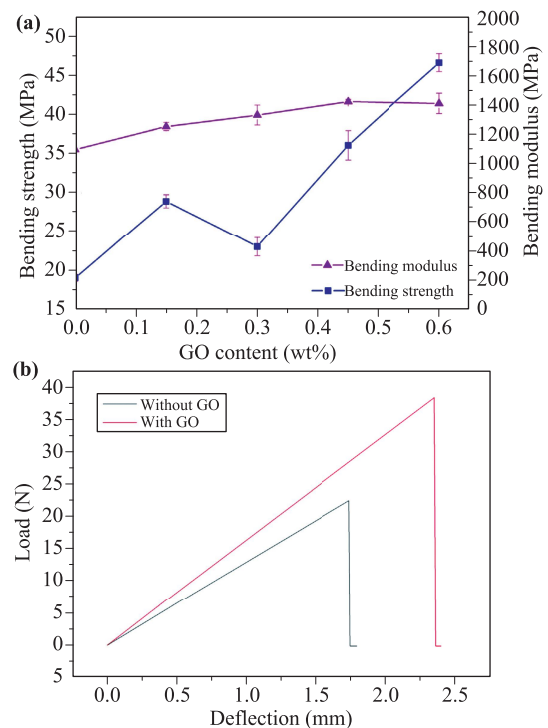 (a)
Bending strength (MPa)
50
45
40
35
30
25
20
15
2000
1800
1600
1400
1200
1000
800
600
400
200
0
Bending modulus (MPa)
Bending modulus
Bending strength
0.0 0.1 0.2 0.3 0.4 0.5 0.6
GO content (wt%)
(b)
Load (N)
40
35
30
25
20
15
10
5
0
5
Without GO
With GO
0.0 0.5 1.0 1.5 2.0 2.5
Deflection (mm)